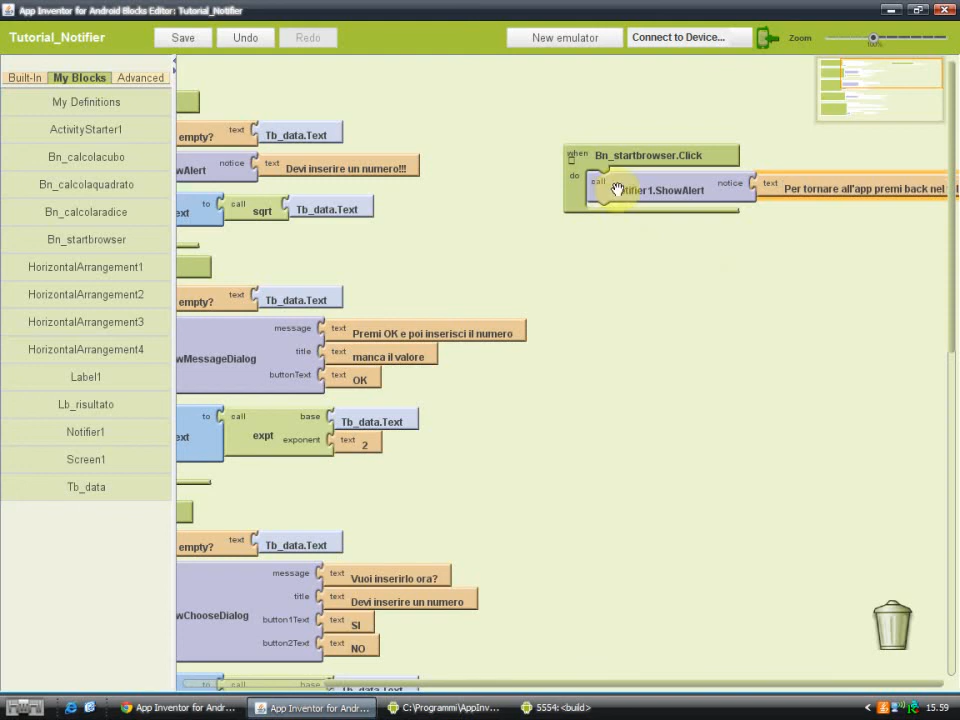 App Inventor for Android Blocks Editor: Tutorial_Notifier
Tutorial_Notifier
Save
Undo
Redo
New emulator
Connect to Device...
Zoom
100%
Built-In
My Blocks
Advanced
My Definitions
ActivityStarter1
Bn_calcolacubo
Bn_calcolaquadrato
Bn_calcolaradice
Bn_startbrowser
HorizontalArrangement1
HorizontalArrangement2
HorizontalArrangement3
HorizontalArrangement4
Label1
Lb_risultato
Notifier1
Screen1
Tb_data
empty? text Tb_data.Text
wAlert notice text Devi inserire un numero!!!
ext to call sqrt Tb_data.Text
when Bn_startbrowser.Click
do call tifier1.ShowAlert notice text Per tornare all'app premi back nel
empty? text Tb_data.Text
wMessageDialog message text Premi OK e poi inserisci il numero
title text manca il valore
buttonText text OK
ext to call expt base Tb_data.Text
exponent text 2
empty? text Tb_data.Text
wChooseDialog message text Vuoi inserirlo ora?
title text Devi inserire un numero
button1Text text SI
button2Text text NO
to call Tb_data.Text
App Inventor for Andr...
App Inventor for Andr...
C:\Programmi\AppInv...
5554: <build>
15.59